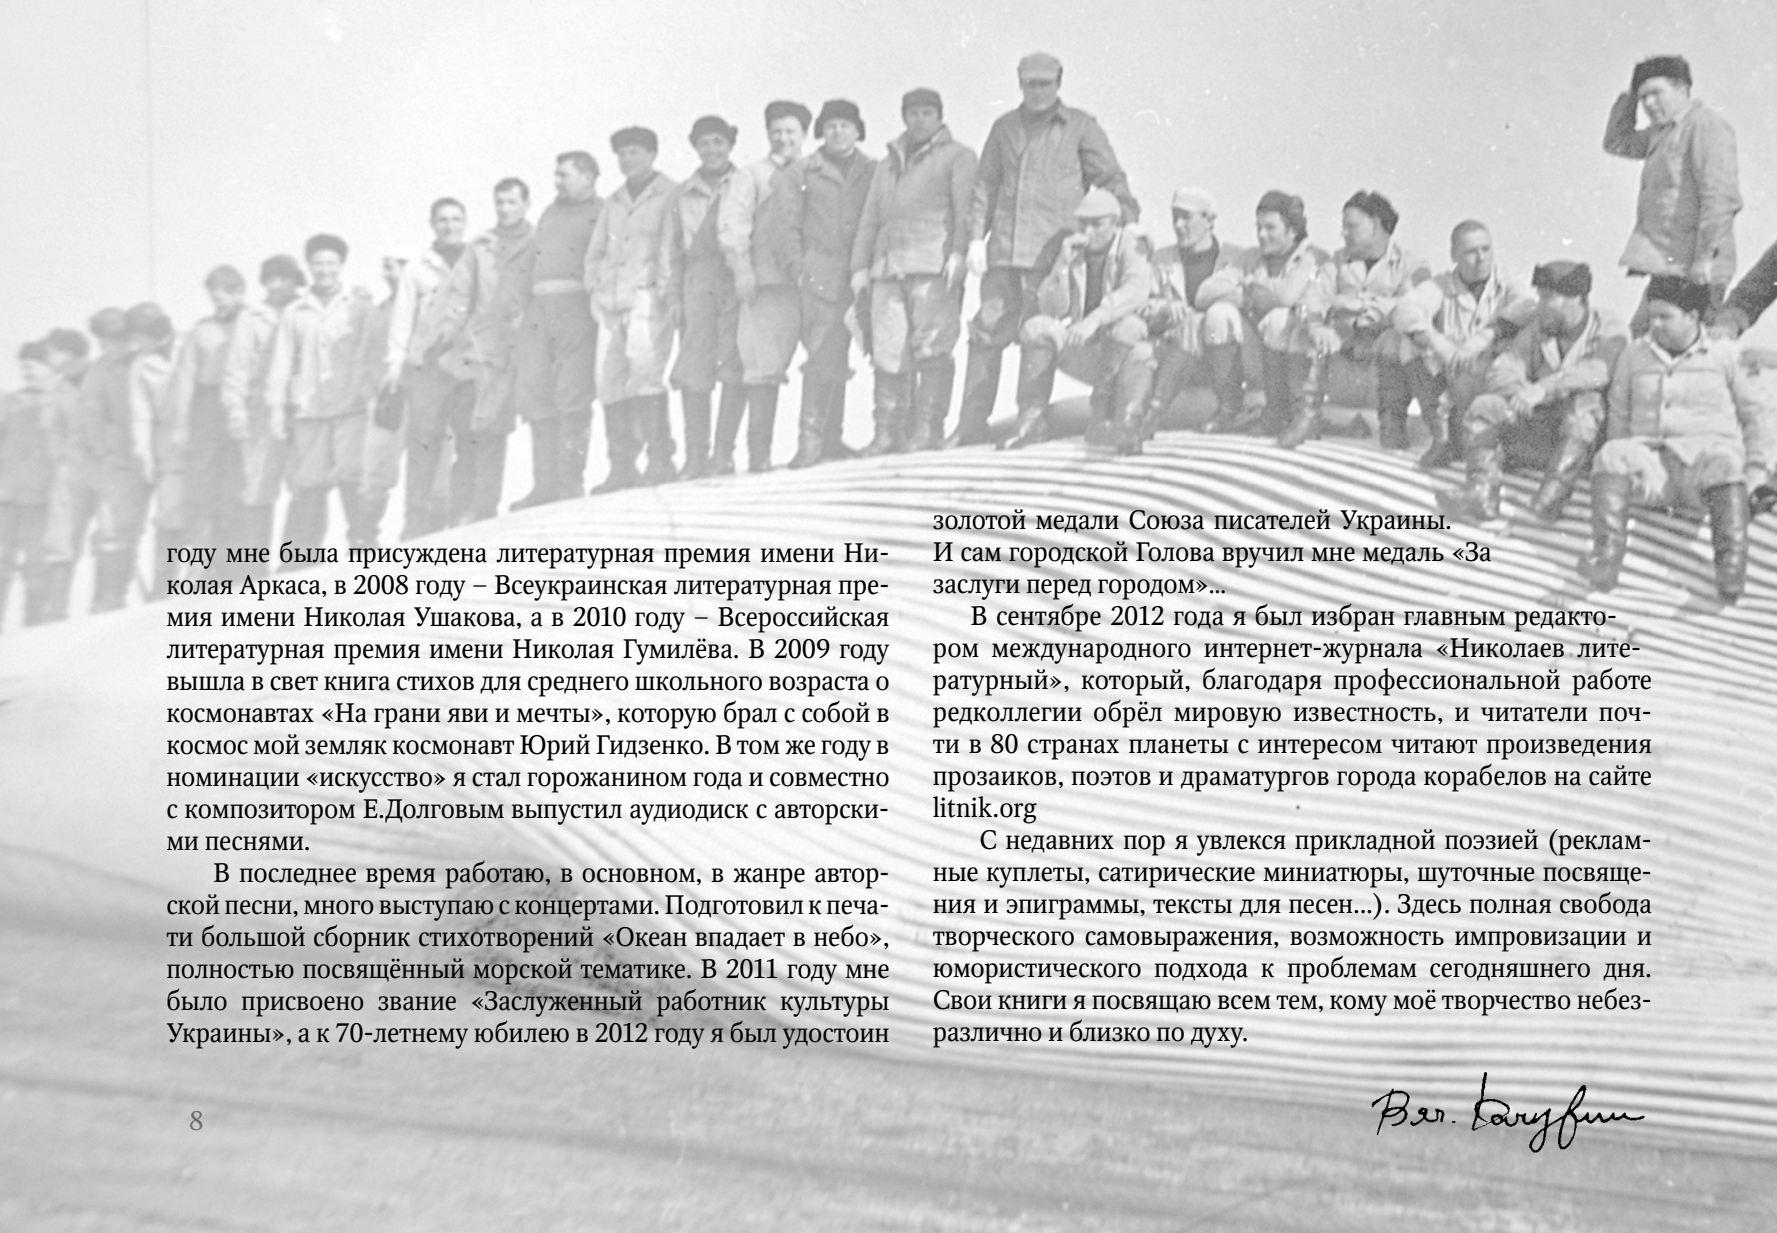 году мне была присуждена литературная премия имени Ни-
колая Аркаса, в 2008 году – Всеукраинская литературная пре-
мия имени Николая Ушакова, а в 2010 году – Всероссийская
литературная премия имени Николая Гумилёва. В 2009 году
вышла в свет книга стихов для среднего школьного возраста о
космонавтах «На грани яви и мечты», которую брал с собой в
космос мой земляк космонавт Юрий Гидзенко. В том же году в
номинации «искусство» я стал горожанином года и совместно
с композитором Е.Долговым выпустил аудиодиск с авторски-
ми песнями.
В последнее время работаю, в основном, в жанре автор-
ской песни, много выступаю с концертами. Подготовил к печа-
ти большой сборник стихотворений «Океан впадает в небо»,
полностью посвящённый морской тематике. В 2011 году мне
было присвоено звание «Заслуженный работник культуры
Украины», а к 70-летнему юбилею в 2012 году я был удостоин
золотой медали Союза писателей Украины.
И сам городской Голова вручил мне медаль «За
заслуги перед городом»...
В сентябре 2012 года я был избран главным редакто-
ром международного интернет-журнала «Николаев лите-
ратурный», который, благодаря профессиональной работе
редколлегии обрёл мировую известность, и читатели поч-
ти в 80 странах планеты с интересом читают произведения
прозаиков, поэтов и драматургов города корабелов на сайте
litnik.org
С недавних пор я увлекся прикладной поэзией (реклам-
ные куплеты, сатирические миниатюры, шуточные посвяще-
ния и эпиграммы, тексты для песен...). Здесь полная свобода
творческого самовыражения, возможность импровизации и
юмористического подхода к проблемам сегодняшнего дня.
Свои книги я посвящаю всем тем, кому моё творчество небез-
различно и близко по духу.
Вяч.
8